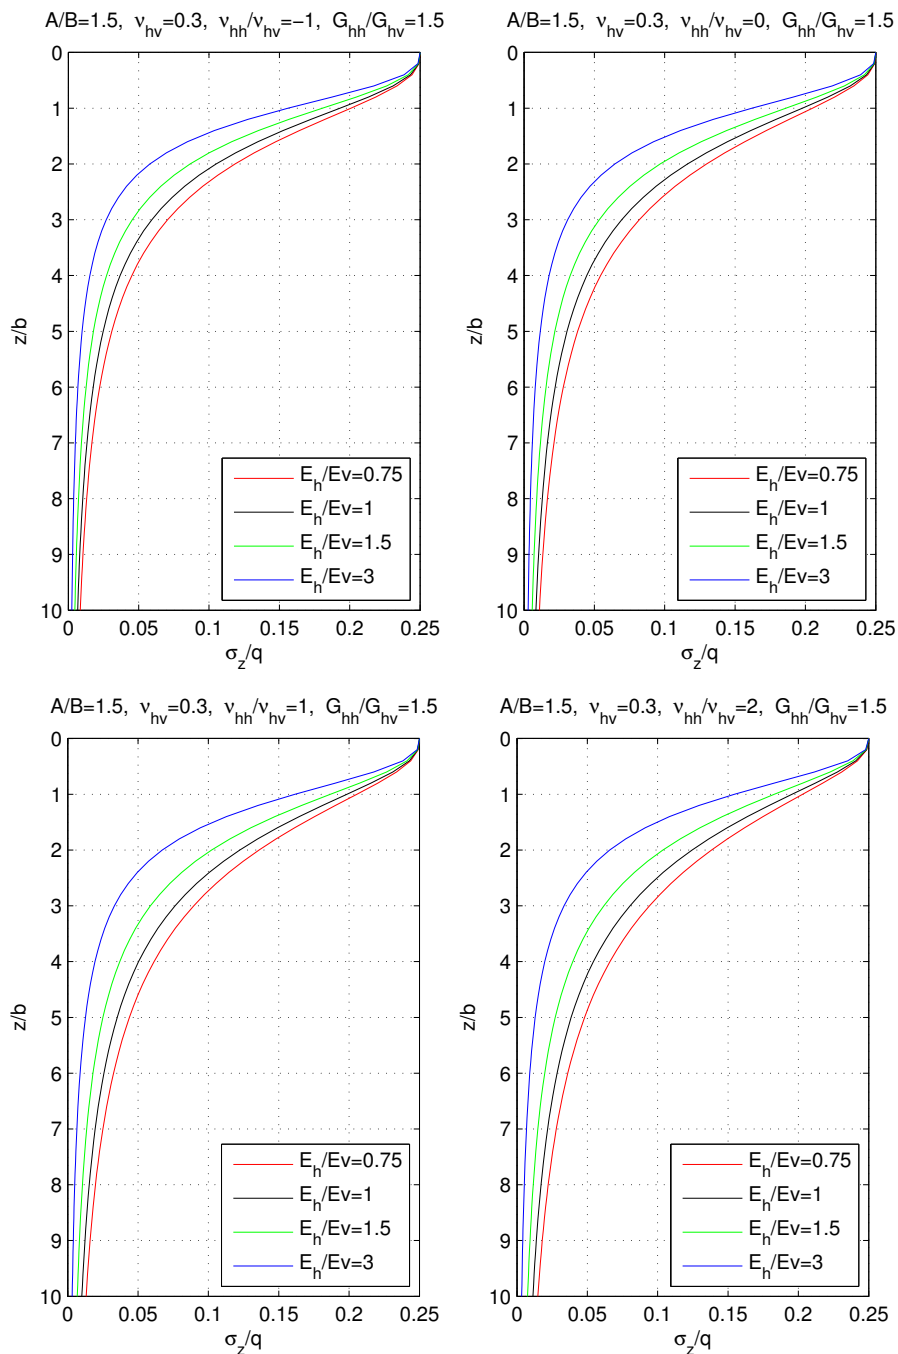 A/B=1.5, ν_hv=0.3, ν_hh/ν_hv=−1, G_hh/G_hv=1.5
0
1
2
3
4
5
6
7
8
9
10
z/b
E_h/Ev=0.75
E_h/Ev=1
E_h/Ev=1.5
E_h/Ev=3
0 0.05 0.1 0.15 0.2 0.25
σ_z/q
A/B=1.5, ν_hv=0.3, ν_hh/ν_hv=0, G_hh/G_hv=1.5
0
1
2
3
4
5
6
7
8
9
10
z/b
E_h/Ev=0.75
E_h/Ev=1
E_h/Ev=1.5
E_h/Ev=3
0 0.05 0.1 0.15 0.2 0.25
σ_z/q
A/B=1.5, ν_hv=0.3, ν_hh/ν_hv=1, G_hh/G_hv=1.5
0
1
2
3
4
5
6
7
8
9
10
z/b
E_h/Ev=0.75
E_h/Ev=1
E_h/Ev=1.5
E_h/Ev=3
0 0.05 0.1 0.15 0.2 0.25
σ_z/q
A/B=1.5, ν_hv=0.3, ν_hh/ν_hv=2, G_hh/G_hv=1.5
0
1
2
3
4
5
6
7
8
9
10
z/b
E_h/Ev=0.75
E_h/Ev=1
E_h/Ev=1.5
E_h/Ev=3
0 0.05 0.1 0.15 0.2 0.25
σ_z/q